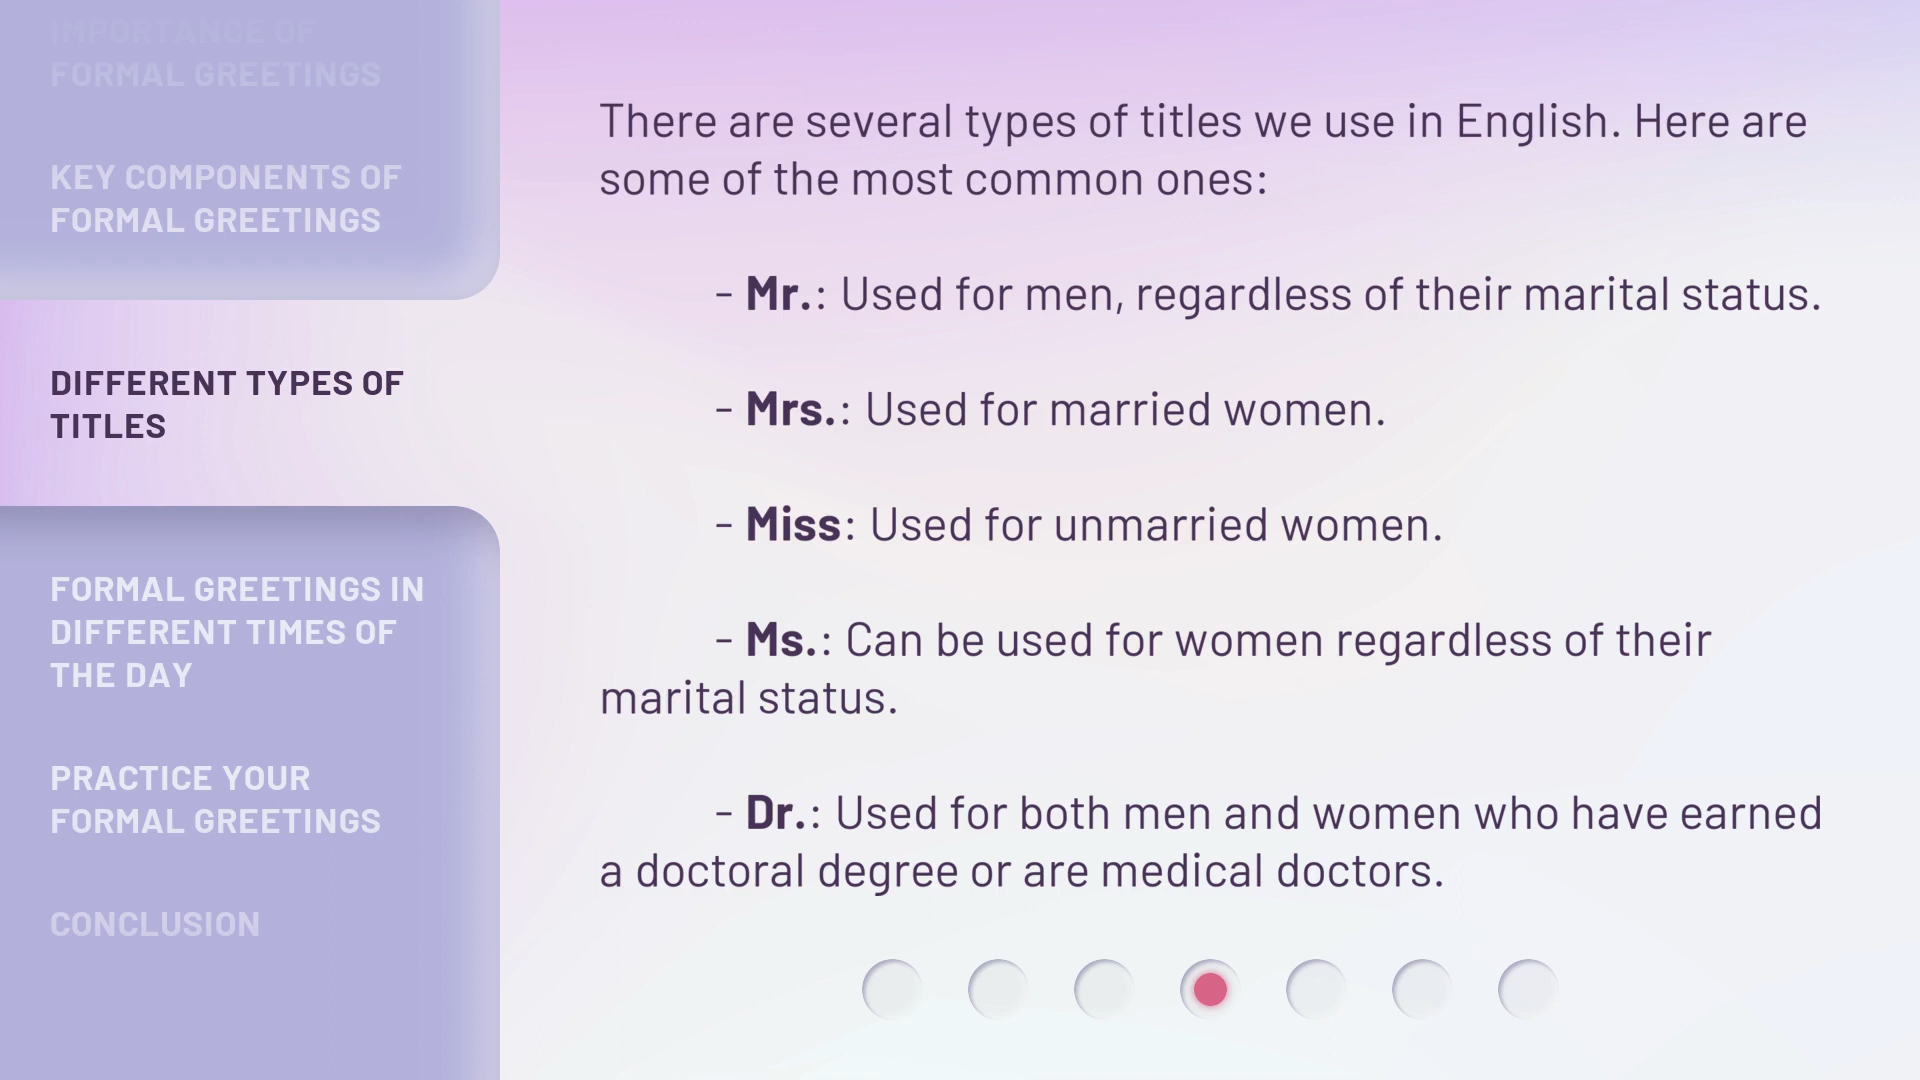 IMPORTANCE OF
FORMAL GREETINGS
KEY COMPONENTS OF
FORMAL GREETINGS
DIFFERENT TYPES OF
TITLES
FORMAL GREETINGS IN
DIFFERENT TIMES OF
THE DAY
PRACTICE YOUR
FORMAL GREETINGS
CONCLUSION
There are several types of titles we use in English. Here are
some of the most common ones:
- Mr.: Used for men, regardless of their marital status.
- Mrs.: Used for married women.
- Miss: Used for unmarried women.
- Ms.: Can be used for women regardless of their
marital status.
- Dr.: Used for both men and women who have earned
a doctoral degree or are medical doctors.